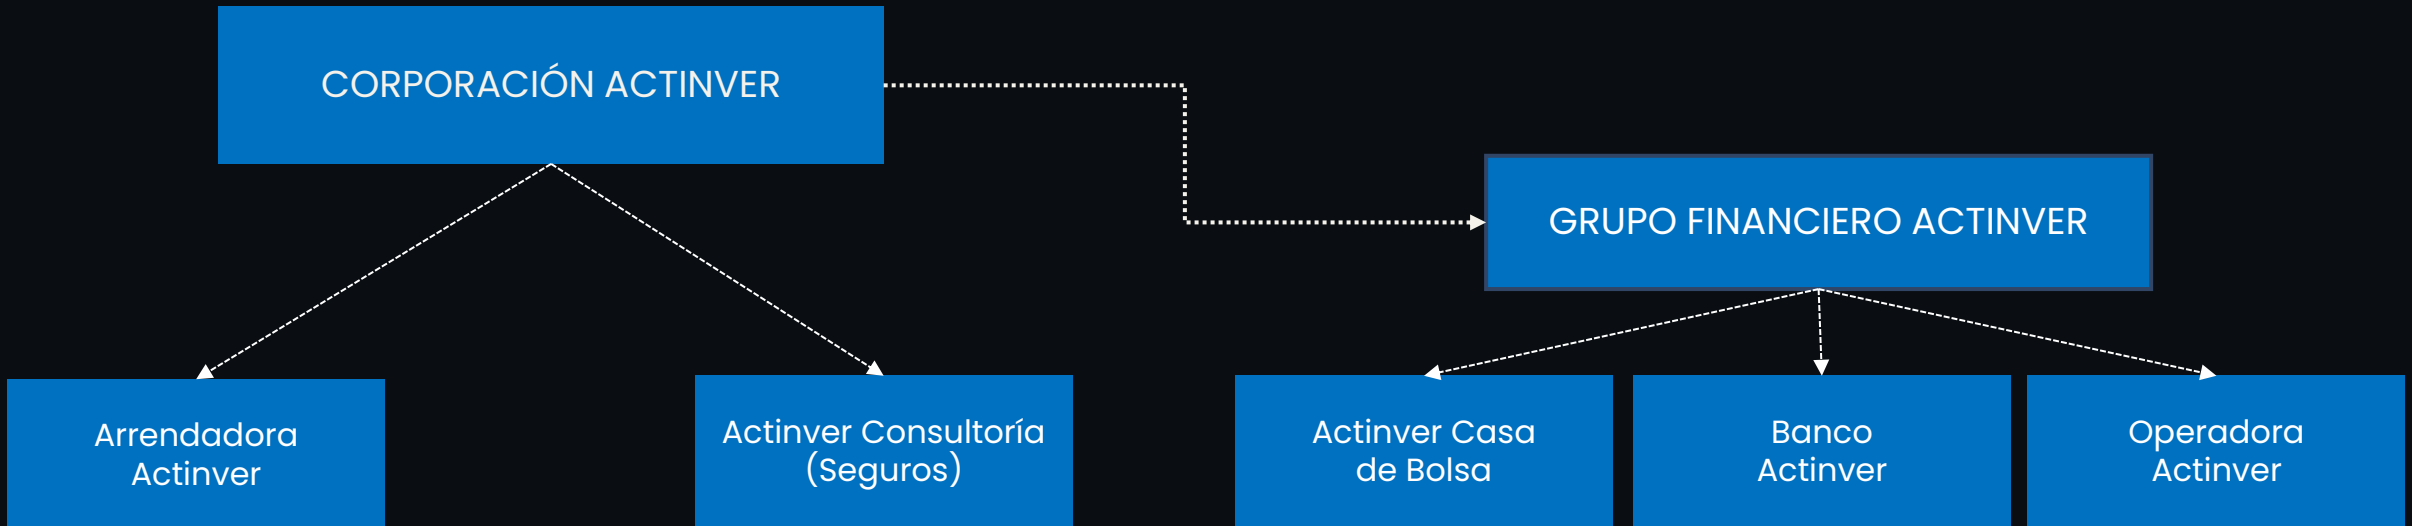 CORPORACIÓN ACTINVER
GRUPO FINANCIERO ACTINVER
Arrendadora
Actinver
Actinver Consultoría
(Seguros)
Actinver Casa
de Bolsa
Banco
Actinver
Operadora
Actinver